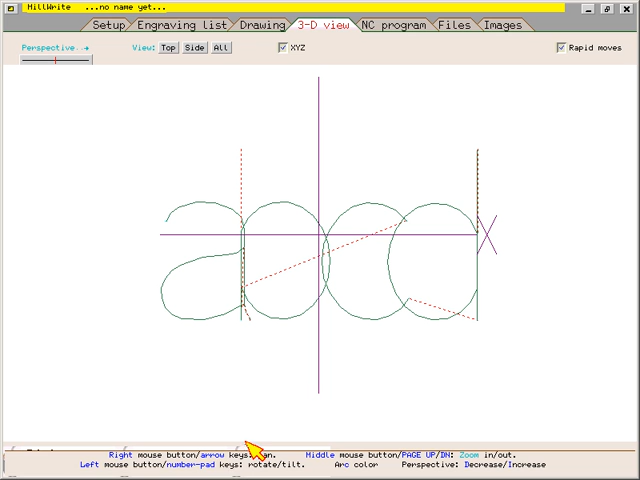 MillWrite ...no name yet...
Setup Engraving list Drawing 3-D view NC program Files Images
Perspective View: Top Side All XYZ Rapid moves
abcd
X
Right mouse button/arrow keys: pan. Middle mouse button/PAGE UP/DN: Zoom in/out.
Left mouse button/number-pad keys: rotate/tilt. Arc color Perspective: Decrease/Increase